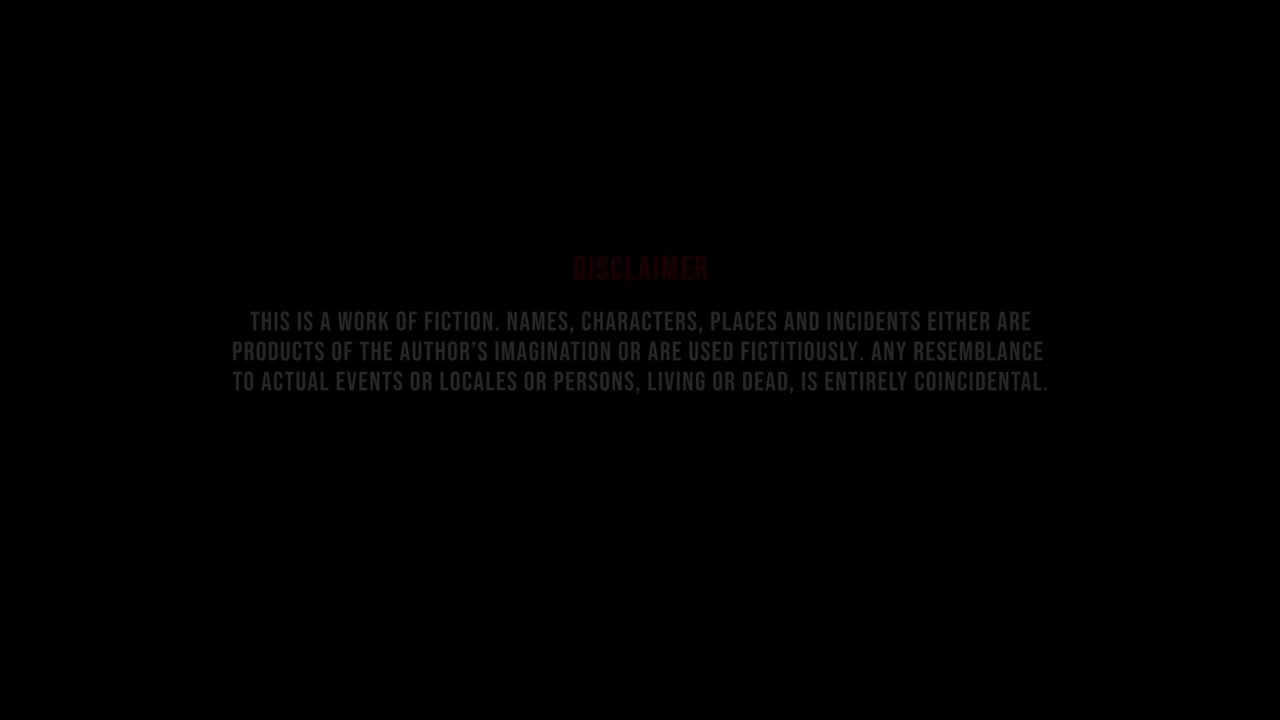 DISCLAIMER
THIS IS A WORK OF FICTION. NAMES, CHARACTERS, PLACES AND INCIDENTS EITHER ARE
PRODUCTS OF THE AUTHOR’S IMAGINATION OR ARE USED FICTITIOUSLY. ANY RESEMBLANCE
TO ACTUAL EVENTS OR LOCALES OR PERSONS, LIVING OR DEAD, IS ENTIRELY COINCIDENTAL.